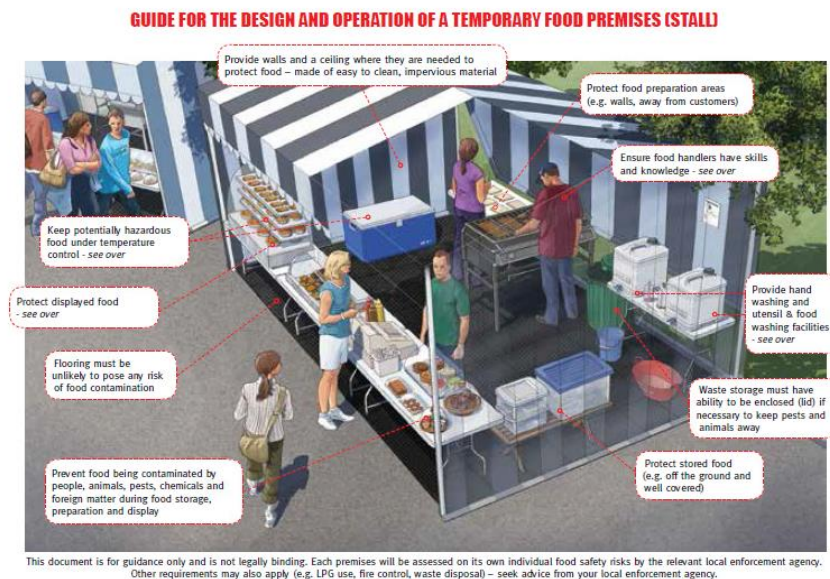 GUIDE FOR THE DESIGN AND OPERATION OF A TEMPORARY FOOD PREMISES (STALL)
Provide walls and a ceiling where they are needed to
protect food – made of easy to clean, impervious material
Protect food preparation areas
(e.g. walls, away from customers)
Ensure food handlers have skills
and knowledge - see over
Keep potentially hazardous
food under temperature
control - see over
Protect displayed food
- see over
Provide hand
washing and
utensil & food
washing facilities
- see over
Flooring must be
unlikely to pose any risk
of food contamination
Waste storage must have
ability to be enclosed (lid) if
necessary to keep pests and
animals away
Protect stored food
(e.g. off the ground and
well covered)
Prevent food being contaminated by
people, animals, pests, chemicals and
foreign matter during food storage,
preparation and display
This document is for guidance only and is not legally binding. Each premises will be assessed on its own individual food safety risks by the relevant local enforcement agency.
Other requirements may also apply (e.g. LPG use, fire control, waste disposal) – seek advice from your local enforcement agency.